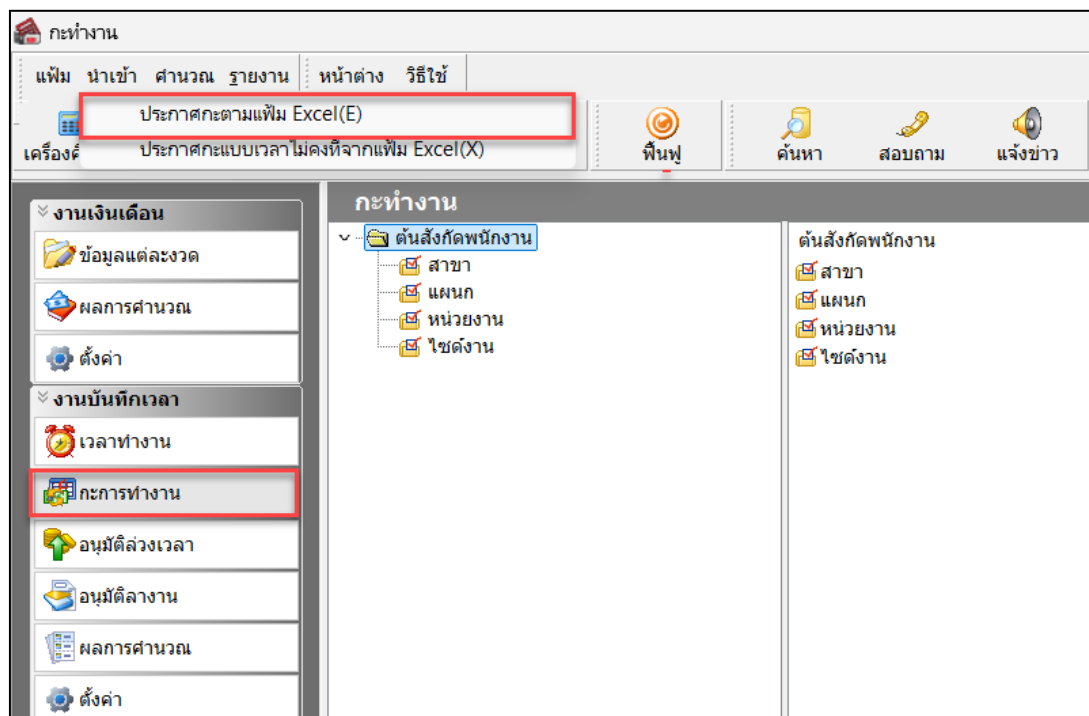 กะทำงาน
แฟ้ม นำเข้า คำนวณ รายงาน หน้าต่าง วิธีใช้
ประกาศกะตามแฟ้ม Excel(E)
ประกาศกะแบบเวลาไม่คงที่จากแฟ้ม Excel(X)
ฟื้นฟู ค้นหา สอบถาม แจ้งข่าว
งานเงินเดือน
ข้อมูลแต่ละงวด
ผลการคำนวณ
ตั้งค่า
งานบันทึกเวลา
เวลาทำงาน
กะการทำงาน
อนุมัติล่วงเวลา
อนุมัติลางาน
ผลการคำนวณ
ตั้งค่า
กะทำงาน
ต้นสังกัดพนักงาน
สาขา
แผนก
หน่วยงาน
ไซด์งาน
ต้นสังกัดพนักงาน
สาขา
แผนก
หน่วยงาน
ไซด์งาน